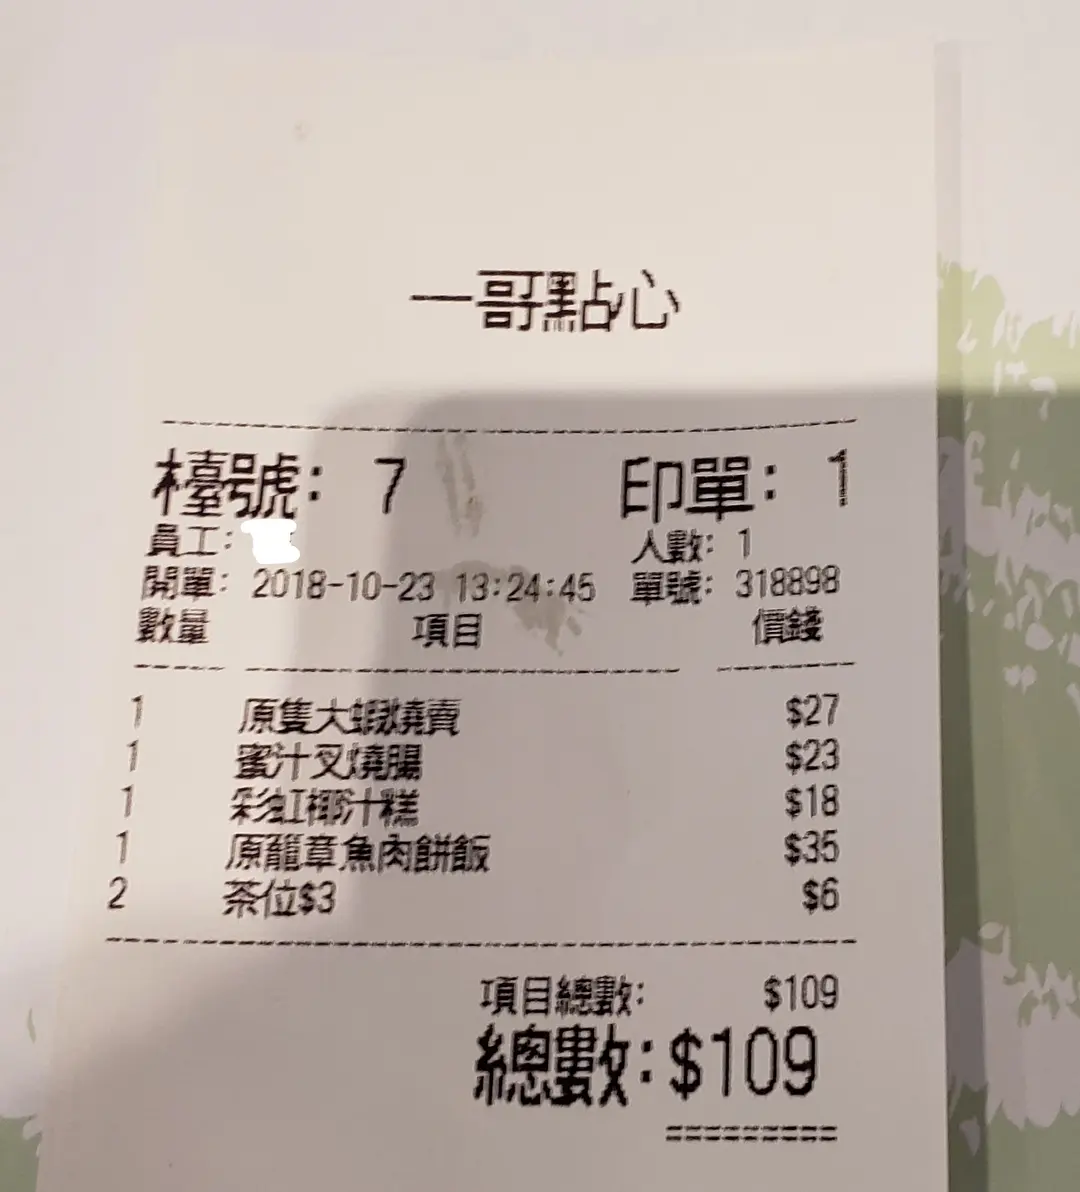 一哥點心
檯號: 7 印單: 1
員工: 人數: 1
開單: 2018-10-23 13:24:45 單號: 318898
數量 項目 價錢
1 原隻大蝦燒賣 $27
1 蜜汁叉燒腸 $23
1 彩虹椰汁糕 $18
1 原籠章魚肉餅飯 $35
2 茶位$3 $6
項目總數: $109
總數: $109
=========